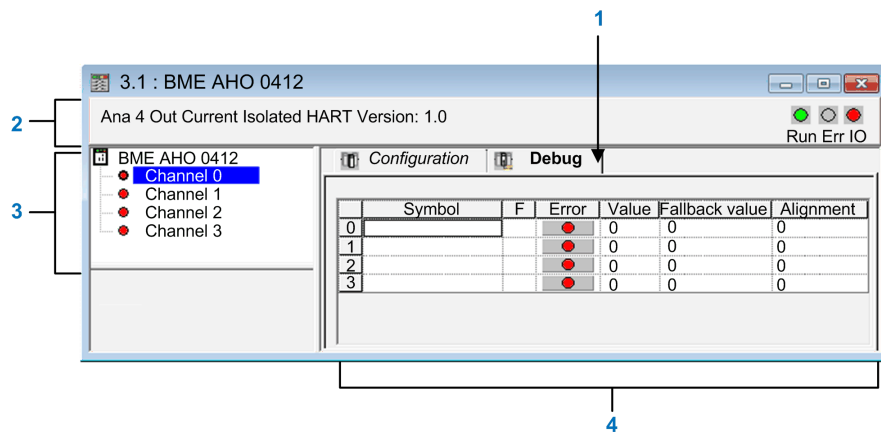 1
3.1 : BME AHO 0412
2
Ana 4 Out Current Isolated HART Version: 1.0
Run Err IO
3
BME AHO 0412
Channel 0
Channel 1
Channel 2
Channel 3
Configuration Debug
Symbol F Error Value Fallback value Alignment
0 0 0 0
1 0 0 0
2 0 0 0
3 0 0 0
4